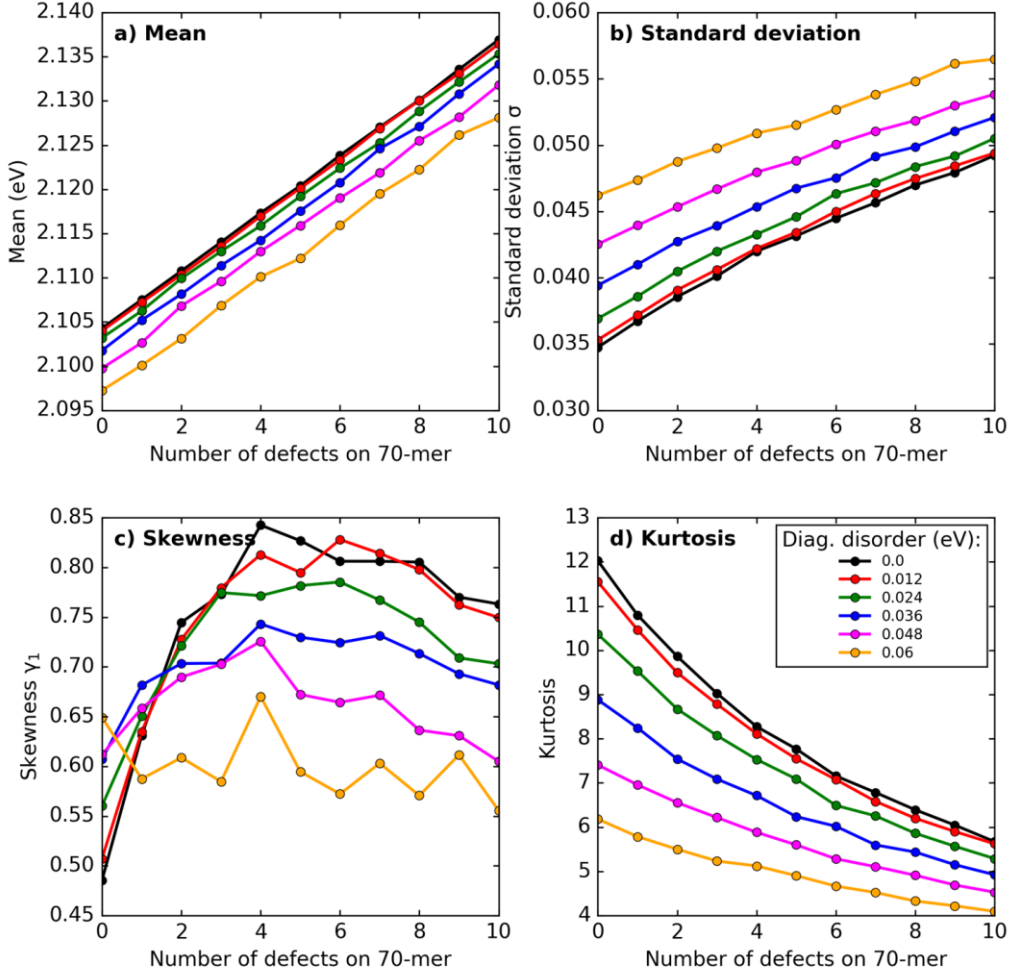 a) Mean
2.140
2.135
2.130
2.125
2.120
2.115
2.110
2.105
2.100
2.095
Mean (eV)
0 2 4 6 8 10
Number of defects on 70-mer
b) Standard deviation
0.060
0.055
0.050
0.045
0.040
0.035
0.030
Standard deviation σ
0 2 4 6 8 10
Number of defects on 70-mer
c) Skewness
0.85
0.80
0.75
0.70
0.65
0.60
0.55
0.50
0.45
Skewness γ₁
0 2 4 6 8 10
Number of defects on 70-mer
d) Kurtosis
13
12
11
10
9
8
7
6
5
4
Kurtosis
Diag. disorder (eV):
0.0
0.012
0.024
0.036
0.048
0.06
0 2 4 6 8 10
Number of defects on 70-mer